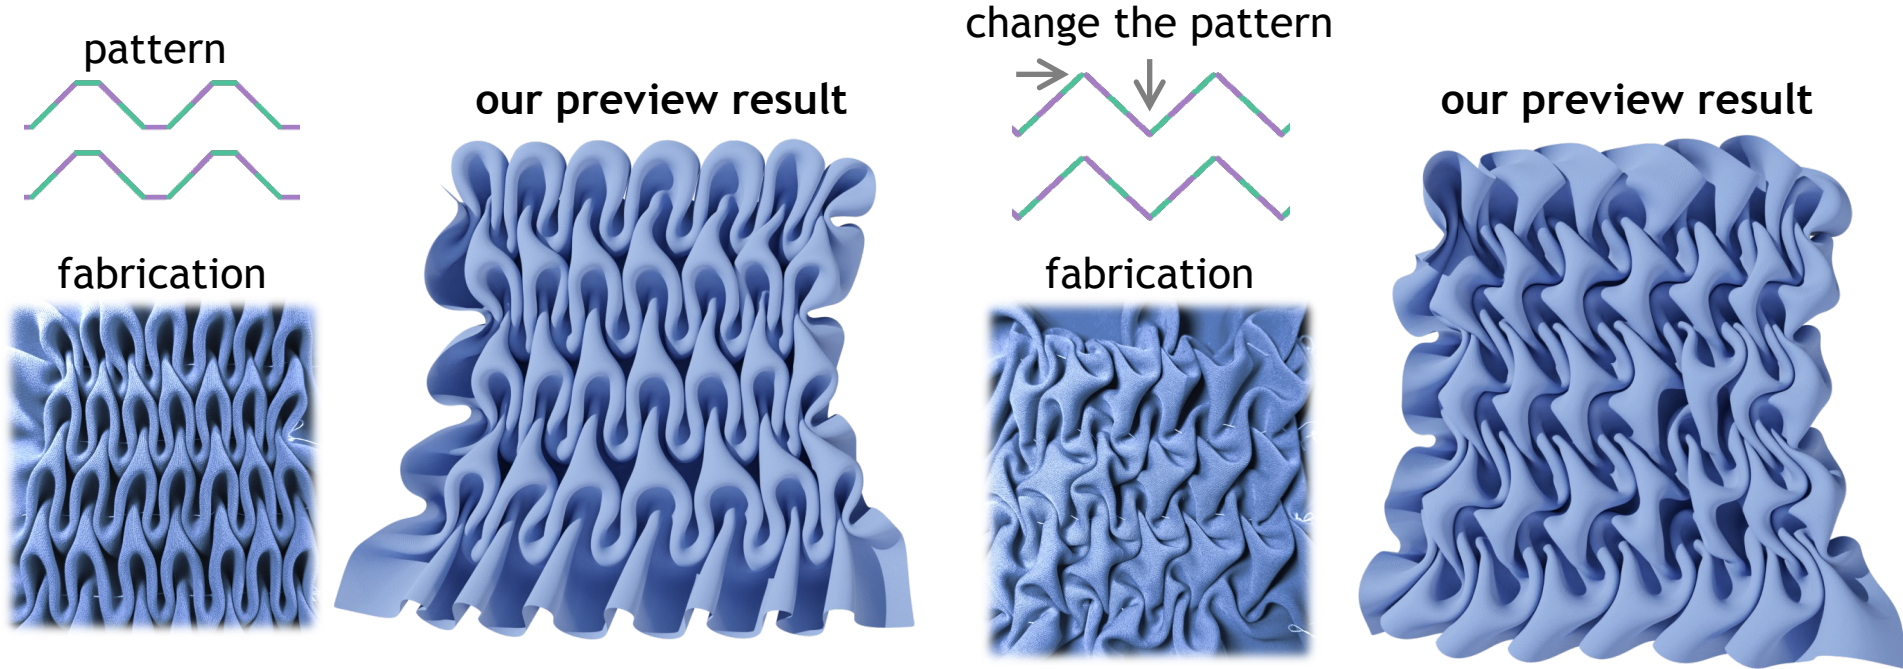 pattern
our preview result
fabrication
change the pattern
our preview result
fabrication